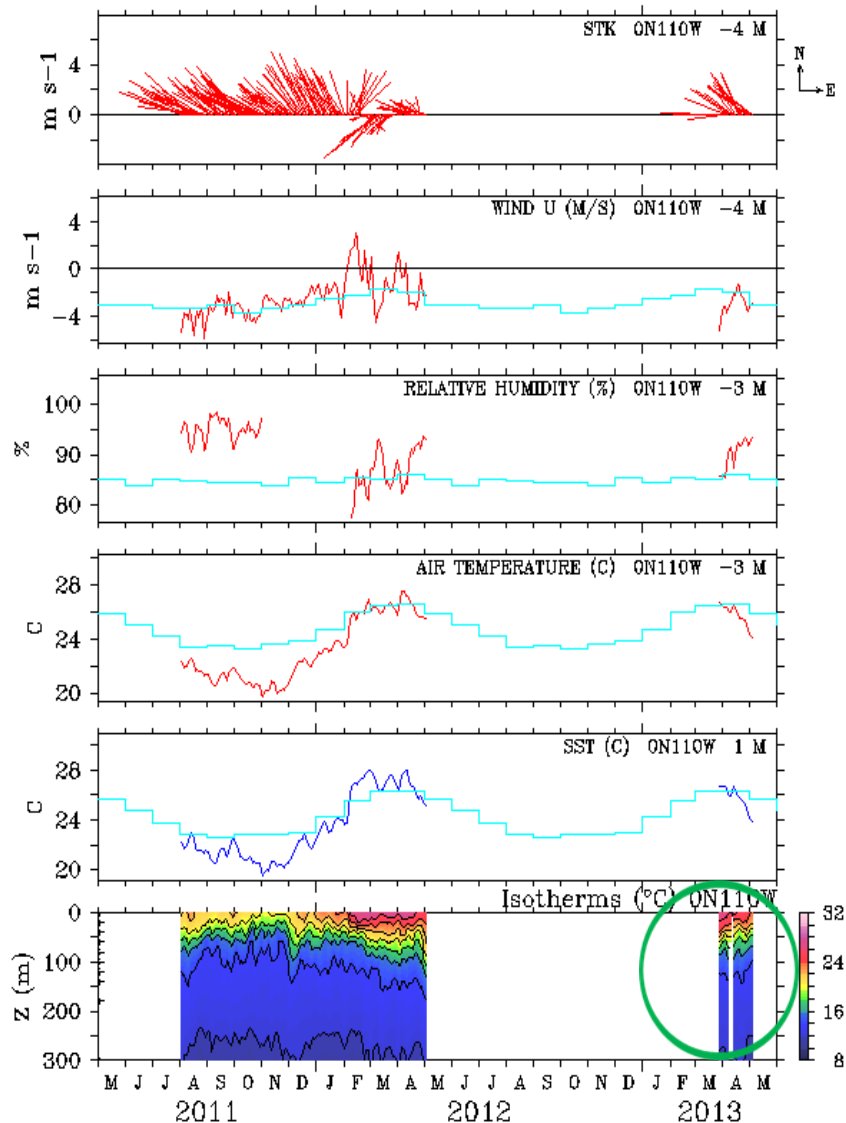 STK 0N110W -4 M
N
E
m s-1
4
0
WIND U (M/S) 0N110W -4 M
m s-1
4
0
-4
RELATIVE HUMIDITY (%) 0N110W -3 M
%
100
90
80
AIR TEMPERATURE (C) 0N110W -3 M
C
28
24
20
SST (C) 0N110W 1 M
C
28
24
20
Isotherms (°C) 0N110W
Z (m)
0
100
200
300
32
24
16
8
M J J A S O N D J F M A M J J A S O N D J F M A M
2011 2012 2013